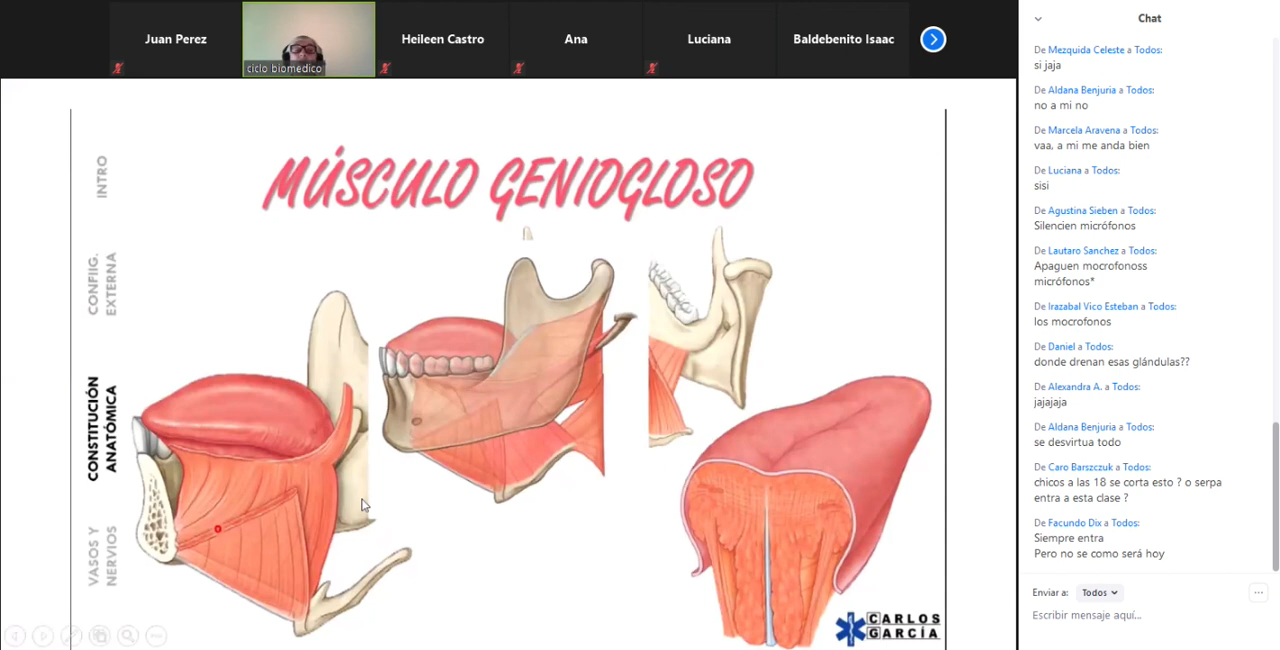 Juan Perez
ciclo biomedico
Heileen Castro
Ana
Luciana
Baldebenito Isaac
MÚSCULO GENIOGLOSO
INTRO
CONFIIG.
EXTERNA
CONSTITUCIÓN
ANATÓMICA
VASOS Y
NERVIOS
CARLOS
GARCÍA
Chat
De Mezquida Celeste a Todos:
si jaja
De Aldana Benjuria a Todos:
no a mi no
De Marcela Aravena a Todos:
vaa, a mi me anda bien
De Luciana a Todos:
sisi
De Agustina Sieben a Todos:
Silencien micrófonos
De Lautaro Sanchez a Todos:
Apaguen mocrofonoss
micrófonos*
De Irazabal Vico Esteban a Todos:
los mocrofonos
De Daniel a Todos:
donde drenan esas glándulas??
De Alexandra A. a Todos:
jajajaja
De Aldana Benjuria a Todos:
se desvirtua todo
De Caro Barszczuk a Todos:
chicos a las 18 se corta esto ? o serpa
entra a esta clase ?
De Facundo Dix a Todos:
Siempre entra
Pero no se como será hoy
Enviar a: Todos
Escribir mensaje aquí...